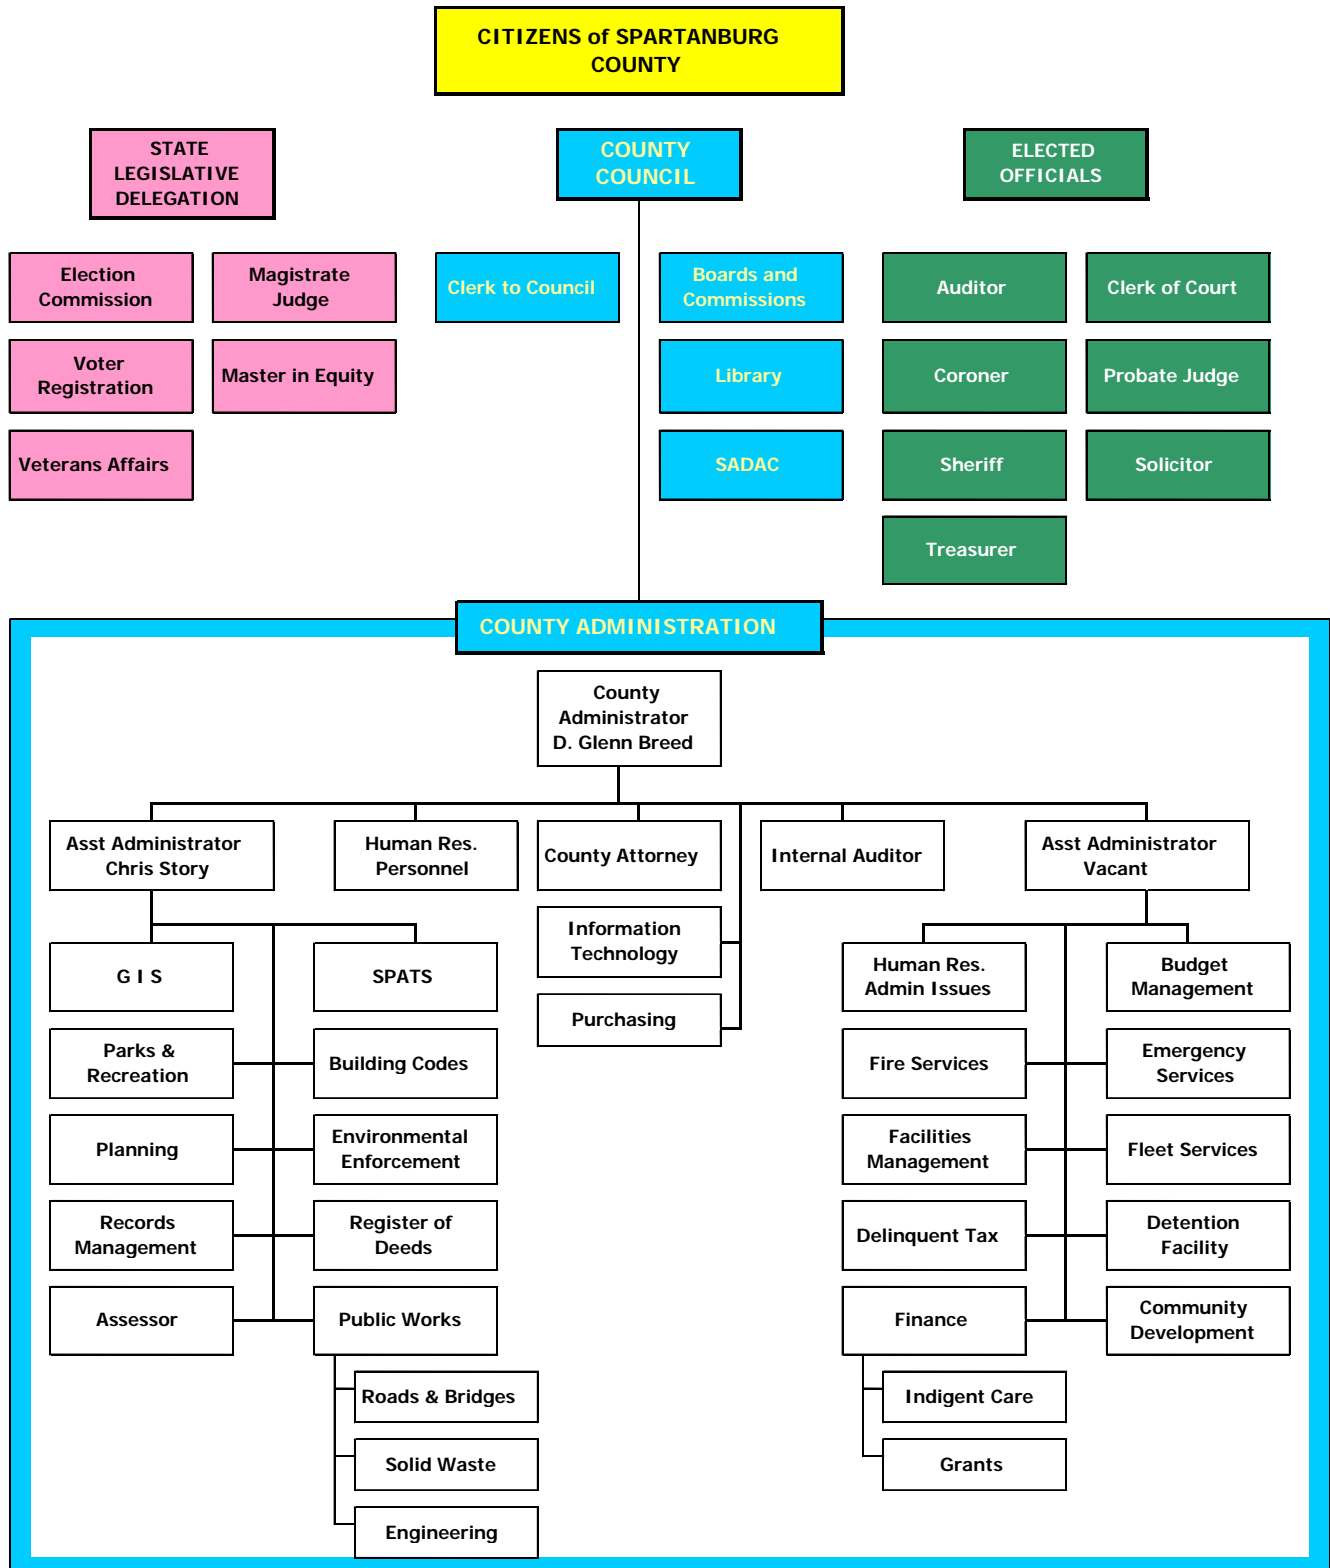 CITIZENS of SPARTANBURG
COUNTY
STATE
LEGISLATIVE
DELEGATION
COUNTY
COUNCIL
ELECTED
OFFICIALS
Election
Commission
Magistrate
Judge
Clerk to Council
Boards and
Commissions
Auditor
Clerk of Court
Voter
Registration
Master in Equity
Library
Coroner
Probate Judge
Veterans Affairs
SADAC
Sheriff
Solicitor
Treasurer
COUNTY ADMINISTRATION
County
Administrator
D. Glenn Breed
Asst Administrator
Chris Story
Human Res.
Personnel
County Attorney
Internal Auditor
Asst Administrator
Vacant
Information
Technology
Purchasing
G I S
SPATS
Parks &
Recreation
Building Codes
Planning
Environmental
Enforcement
Records
Management
Register of
Deeds
Assessor
Public Works
Roads & Bridges
Solid Waste
Engineering
Human Res.
Admin Issues
Budget
Management
Fire Services
Emergency
Services
Facilities
Management
Fleet Services
Delinquent Tax
Detention
Facility
Finance
Community
Development
Indigent Care
Grants